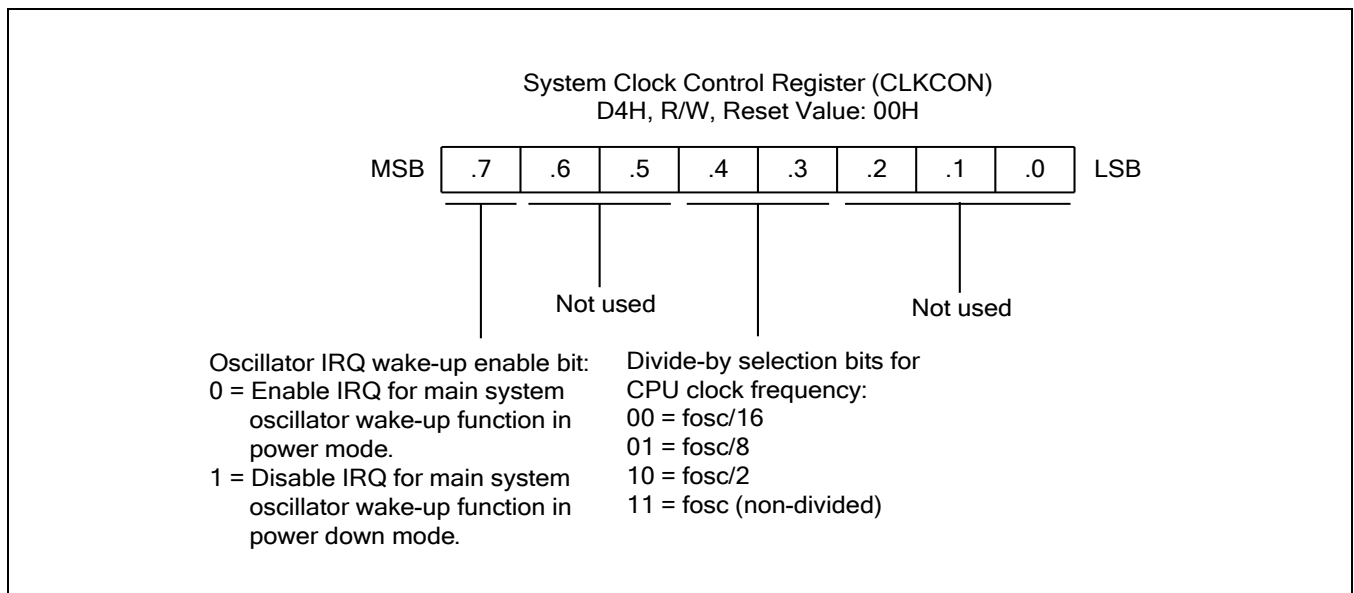 System Clock Control Register (CLKCON)
D4H, R/W, Reset Value: 00H
MSB .7 .6 .5 .4 .3 .2 .1 .0 LSB
Not used
Not used
Oscillator IRQ wake-up enable bit:
0 = Enable IRQ for main system
oscillator wake-up function in
power mode.
1 = Disable IRQ for main system
oscillator wake-up function in
power down mode.
Divide-by selection bits for
CPU clock frequency:
00 = fosc/16
01 = fosc/8
10 = fosc/2
11 = fosc (non-divided)